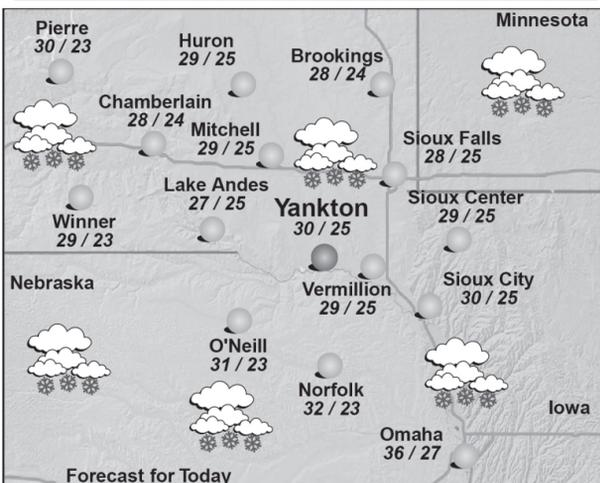 Minnesota
Pierre
30 / 23
Huron
29 / 25
Brookings
28 / 24
Chamberlain
28 / 24
Mitchell
29 / 25
Sioux Falls
28 / 25
Lake Andes
27 / 25
Yankton
30 / 25
Sioux Center
29 / 25
Winner
29 / 23
Nebraska
Vermillion
29 / 25
Sioux City
30 / 25
O'Neill
31 / 23
Norfolk
32 / 23
Iowa
Omaha
36 / 27
Forecast for Today